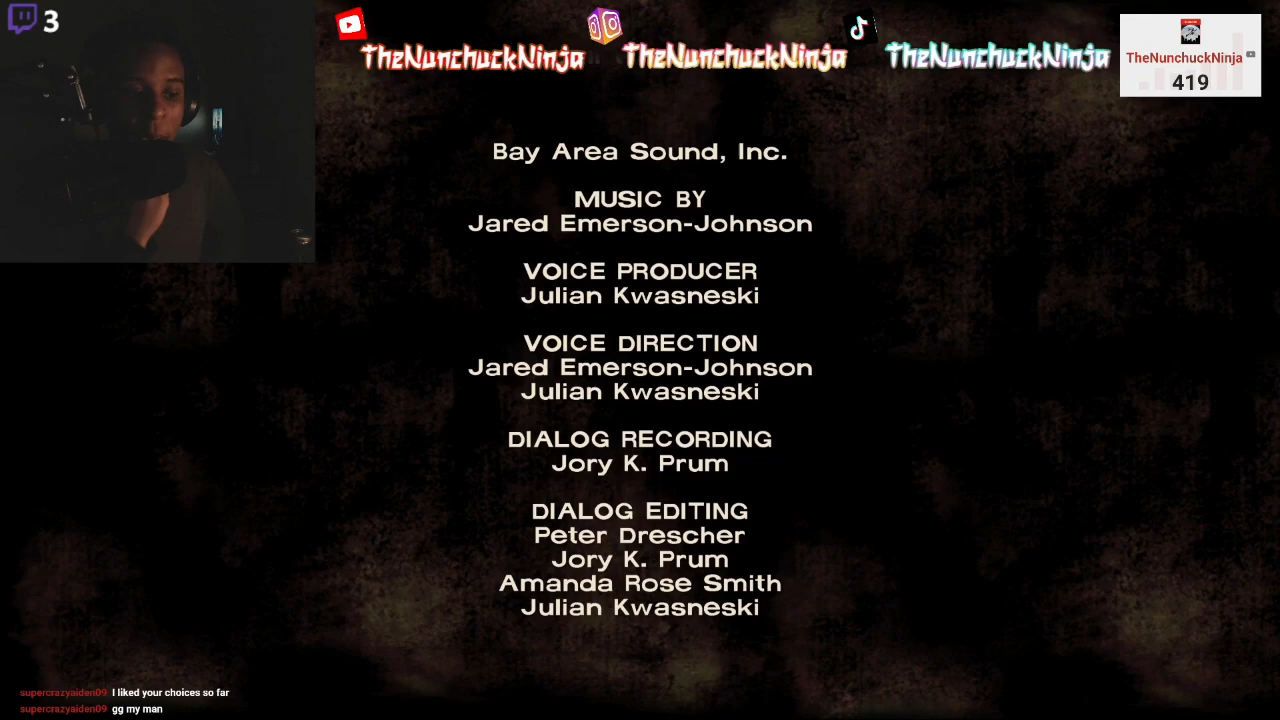 3
TheNunchuckNinja
TheNunchuckNinja
TheNunchuckNinja
TheNunchuckNinja
419
Bay Area Sound, Inc.
MUSIC BY
Jared Emerson-Johnson
VOICE PRODUCER
Julian Kwasneski
VOICE DIRECTION
Jared Emerson-Johnson
Julian Kwasneski
DIALOG RECORDING
Jory K. Prum
DIALOG EDITING
Peter Drescher
Jory K. Prum
Amanda Rose Smith
Julian Kwasneski
supercrazyaiden09 I liked your choices so far
supercrazyaiden09 gg my man